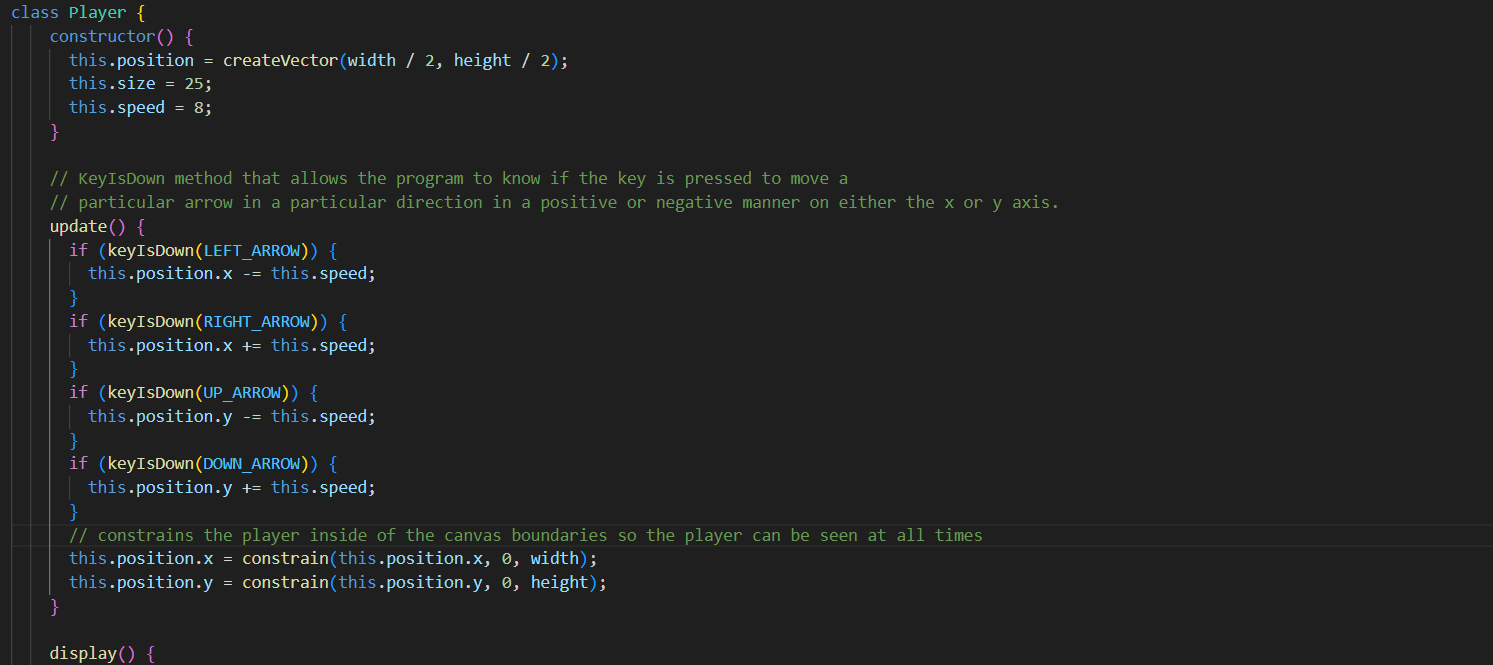 class Player {
constructor() {
this.position = createVector(width / 2, height / 2);
this.size = 25;
this.speed = 8;
}
// KeyIsDown method that allows the program to know if the key is pressed to move a
// particular arrow in a particular direction in a positive or negative manner on either the x or y axis.
update() {
if (keyIsDown(LEFT_ARROW)) {
this.position.x -= this.speed;
}
if (keyIsDown(RIGHT_ARROW)) {
this.position.x += this.speed;
}
if (keyIsDown(UP_ARROW)) {
this.position.y -= this.speed;
}
if (keyIsDown(DOWN_ARROW)) {
this.position.y += this.speed;
}
// constrains the player inside of the canvas boundaries so the player can be seen at all times
this.position.x = constrain(this.position.x, 0, width);
this.position.y = constrain(this.position.y, 0, height);
}
display() {